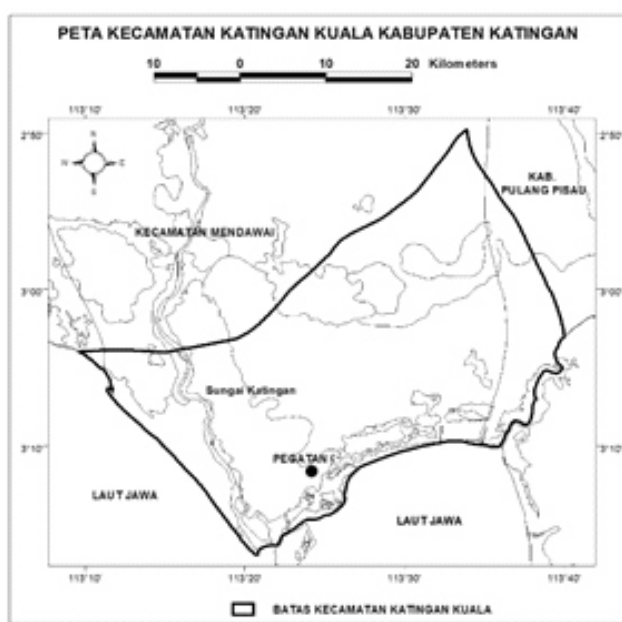 PETA KECAMATAN KATINGAN KUALA KABUPATEN KATINGAN
10 0 10 20 Kilometers
113°10' 113°20' 113°30' 113°40'
2°50' 2°50'
N
W E
S
KAB.
PULANG PISAU
KECAMATAN MENDAWAI
3°00' 3°00'
Sungai Katingan
3°10' 3°10'
PEGATAN I
LAUT JAWA
LAUT JAWA
113°10' 113°20' 113°30' 113°40'
BATAS KECAMATAN KATINGAN KUALA